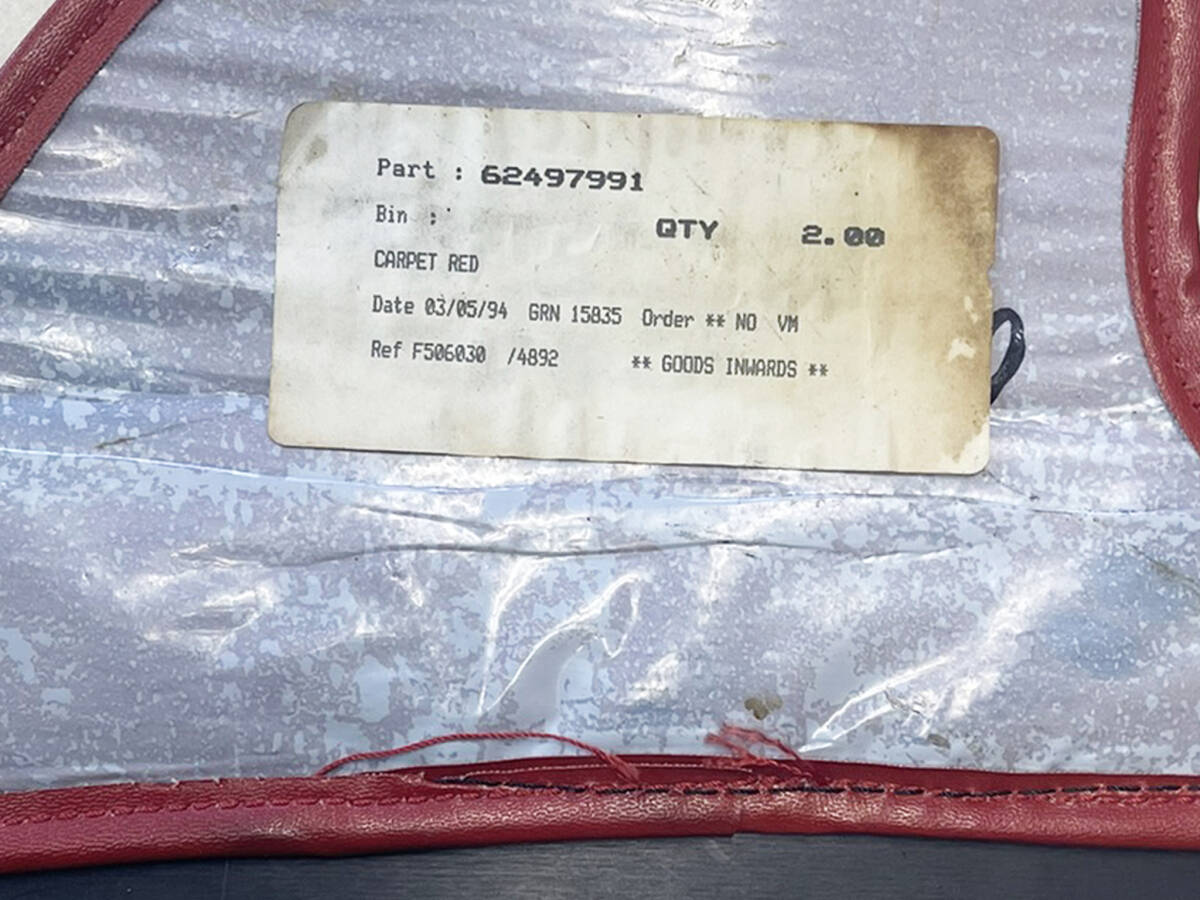 Part : 62497991
Bin :
QTY 2.00
CARPET RED
Date 03/05/94 GRN 15835 Order ** NO VM
Ref F506030 /4892 ** GOODS INWARDS **